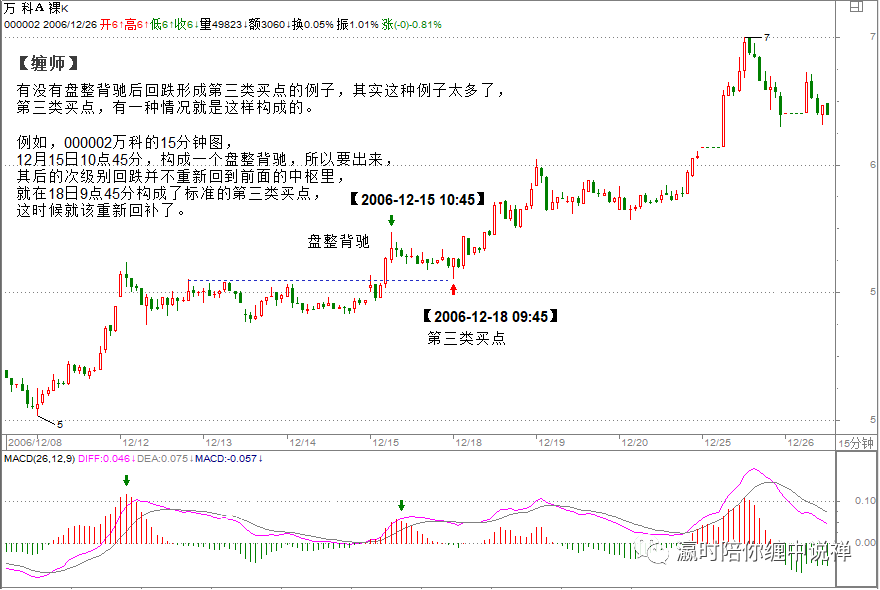 万 科A 裸K
000002 2006/12/26 开6↑高6↑低6↑收6↓量49823↓额3060↓换0.05% 振1.01% 涨(-0)-0.81%
7
【缠师】
有没有盘整背驰后回跌形成第三类买点的例子，其实这种例子太多了，
第三类买点，有一种情况就是这样构成的。
例如，000002万科的15分钟图，
12月15日10点45分，构成一个盘整背驰，所以要出来，
其后的次级别回跌并不重新回到前面的中枢里，
就在18日9点45分构成了标准的第三类买点，
这时候就该重新回补了。
【2006-12-15 10:45】
盘整背驰
【2006-12-18 09:45】
第三类买点
5
7
6
5
5
2006/12/08 12/12 12/13 12/14 12/15 12/18 12/19 12/20 12/25 12/26 15分钟
MACD(26,12,9) DIFF:0.046↓DEA:0.075↓MACD:-0.057↓
0.10
0.00
瀛时陪你缠中说禅